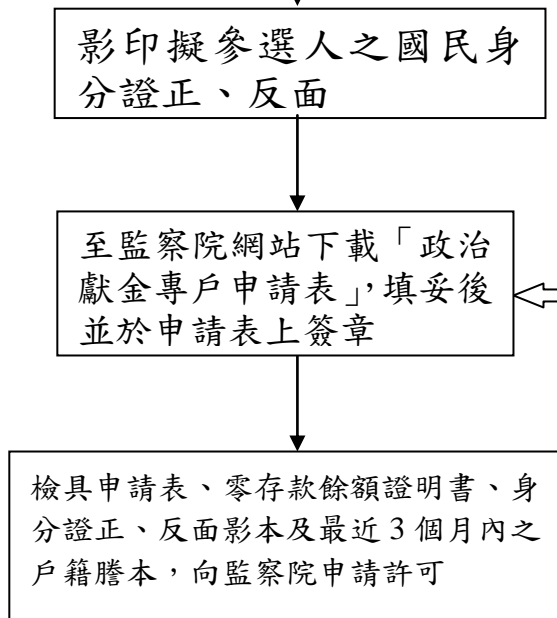 影印擬參選人之國民身
分證正、反面
至監察院網站下載「政治
獻金專戶申請表」，填妥後
並於申請表上簽章
檢具申請表、零存款餘額證明書、身
分證正、反面影本及最近 3 個月內之
戶籍謄本，向監察院申請許可